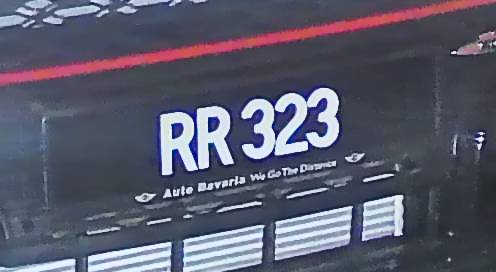 RR 323
Auto Bavaria We Go The Distance